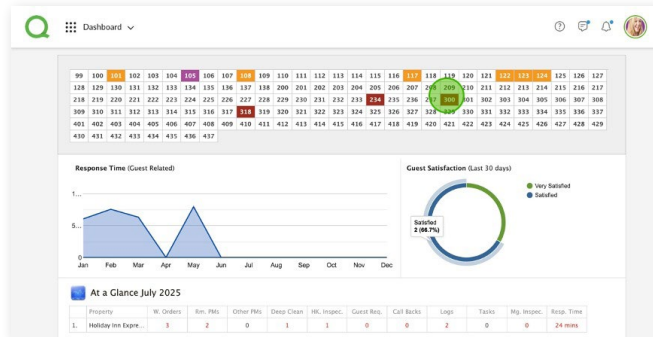 Dashboard
99 100 101 102 103 104 105 106 107 108 109 110 111 112 113 114 115 116 117 118 119 120 121 122 123 124 125 126 127
128 129 130 131 132 133 134 135 136 137 138 200 201 202 203 204 205 206 207 208 209 210 211 212 213 214 215 216 217
218 219 220 221 222 223 224 225 226 227 228 229 230 231 232 233 234 235 236 237 300 301 302 303 304 305 306 307 308
309 310 311 312 313 314 315 316 317 318 319 320 321 322 323 324 325 326 327 328 329 330 331 332 333 334 335 336 337
401 402 403 404 405 406 407 408 409 410 411 412 413 414 415 416 417 418 419 420 421 422 423 424 425 426 427 428 429
430 431 432 433 434 435 436 437
Response Time (Guest Related)
1...
5...
0
Jan Feb Mar Apr May Jun Jul Aug Sep Oct Nov Dec
Guest Satisfaction (Last 30 days)
Very Satisfied
Satisfied
Satisfied
2 (66.7%)
At a Glance July 2025
Property W. Orders Rm. PMs Other PMs Deep Clean HK. Inspec. Guest Req. Call Backs Logs Tasks Mg. Inspec. Resp. Time
1. Holiday Inn Expre... 3 2 0 1 1 0 0 2 0 0 24 mins